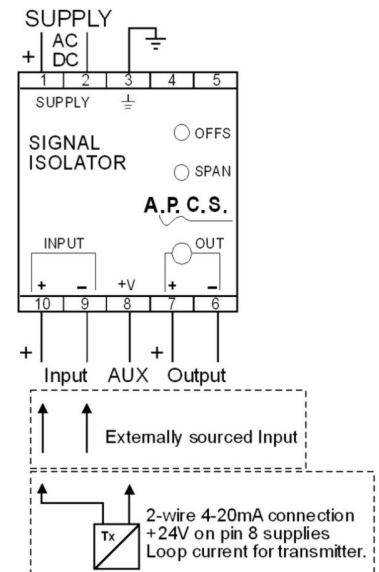 SUPPLY
AC
+ DC
1 2 3 4 5
SUPPLY
OFFS
SIGNAL
ISOLATOR
SPAN
A.P.C.S.
INPUT OUT
+ - +V + -
10 9 8 7 6
+ +
Input AUX Output
Externally sourced Input
2-wire 4-20mA connection
Tx +24V on pin 8 supplies
Loop current for transmitter.